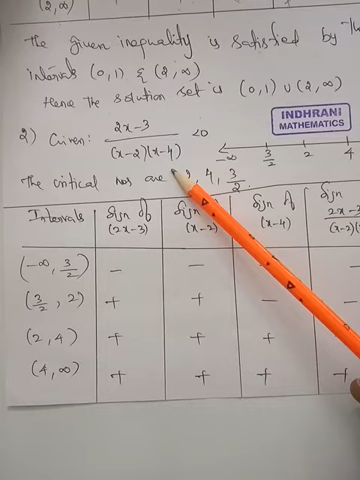 (2, ∞)
The given inequality is satisfied by the
intervals (0, 1) & (2, ∞)
Hence the solution set is (0, 1) ∪ (2, ∞)
INDHRANI
MATHEMATICS
2) Given: (2x-3)/((x-2)(x-4)) <0
-∞ 3/2 2 4
The critical nos are 2, 4, 3/2.
Intervals Sign of (2x-3) Sign of (x-2) Sign of (x-4) 2x-3/(x-2)(
(-∞, 3/2) - -
(3/2, 2) + + - -
(2, 4) + + +
(4, ∞) + + + +